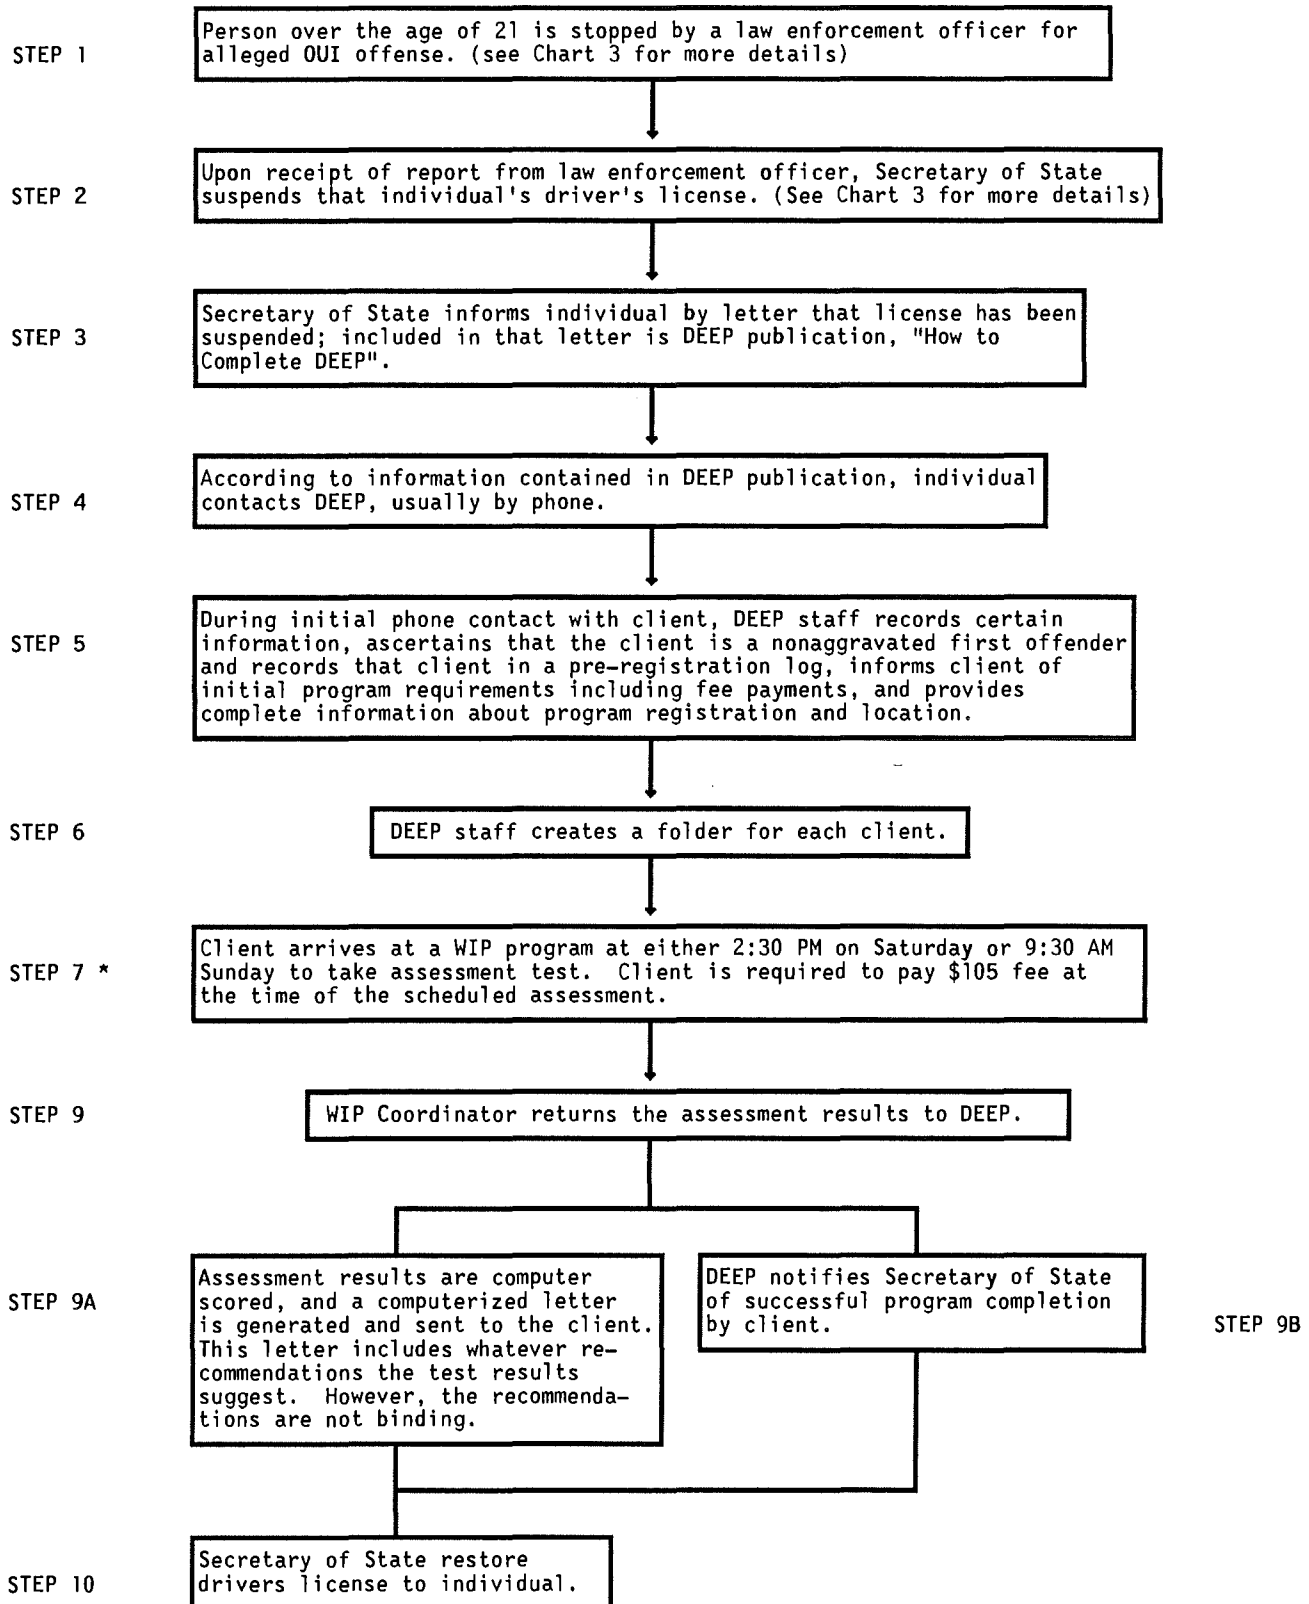 STEP 1
Person over the age of 21 is stopped by a law enforcement officer for
alleged OUI offense. (see Chart 3 for more details)
STEP 2
Upon receipt of report from law enforcement officer, Secretary of State
suspends that individual's driver's license. (See Chart 3 for more details)
STEP 3
Secretary of State informs individual by letter that license has been
suspended; included in that letter is DEEP publication, "How to
Complete DEEP".
STEP 4
According to information contained in DEEP publication, individual
contacts DEEP, usually by phone.
STEP 5
During initial phone contact with client, DEEP staff records certain
information, ascertains that the client is a nonaggravated first offender
and records that client in a pre-registration log, informs client of
initial program requirements including fee payments, and provides
complete information about program registration and location.
STEP 6
DEEP staff creates a folder for each client.
STEP 7 *
Client arrives at a WIP program at either 2:30 PM on Saturday or 9:30 AM
Sunday to take assessment test. Client is required to pay $105 fee at
the time of the scheduled assessment.
STEP 9
WIP Coordinator returns the assessment results to DEEP.
STEP 9A
Assessment results are computer
scored, and a computerized letter
is generated and sent to the client.
This letter includes whatever re-
commendations the test results
suggest. However, the recommenda-
tions are not binding.
DEEP notifies Secretary of State
of successful program completion
by client.
STEP 9B
STEP 10
Secretary of State restore
drivers license to individual.